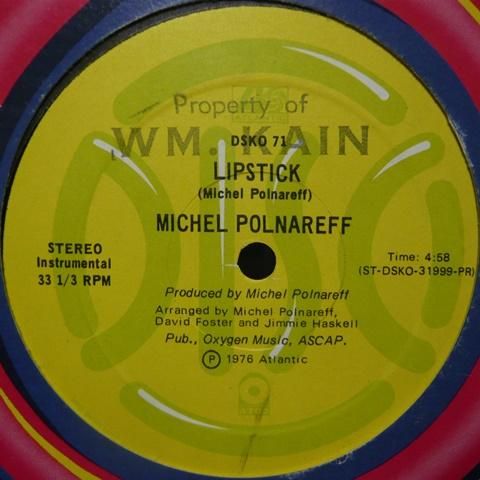 ATLANTIC
Property of
WM. KAIN
DSKO 71
LIPSTICK
(Michel Polnareff)
MICHEL POLNAREFF
STEREO
Instrumental
33 1/3 RPM
Time: 4:58
(ST-DSKO-31999-PR)
Produced by Michel Polnareff
Arranged by Michel Polnareff,
David Foster and Jimmie Haskell
Pub., Oxygen Music, ASCAP.
Ⓟ 1976 Atlantic
ATCO